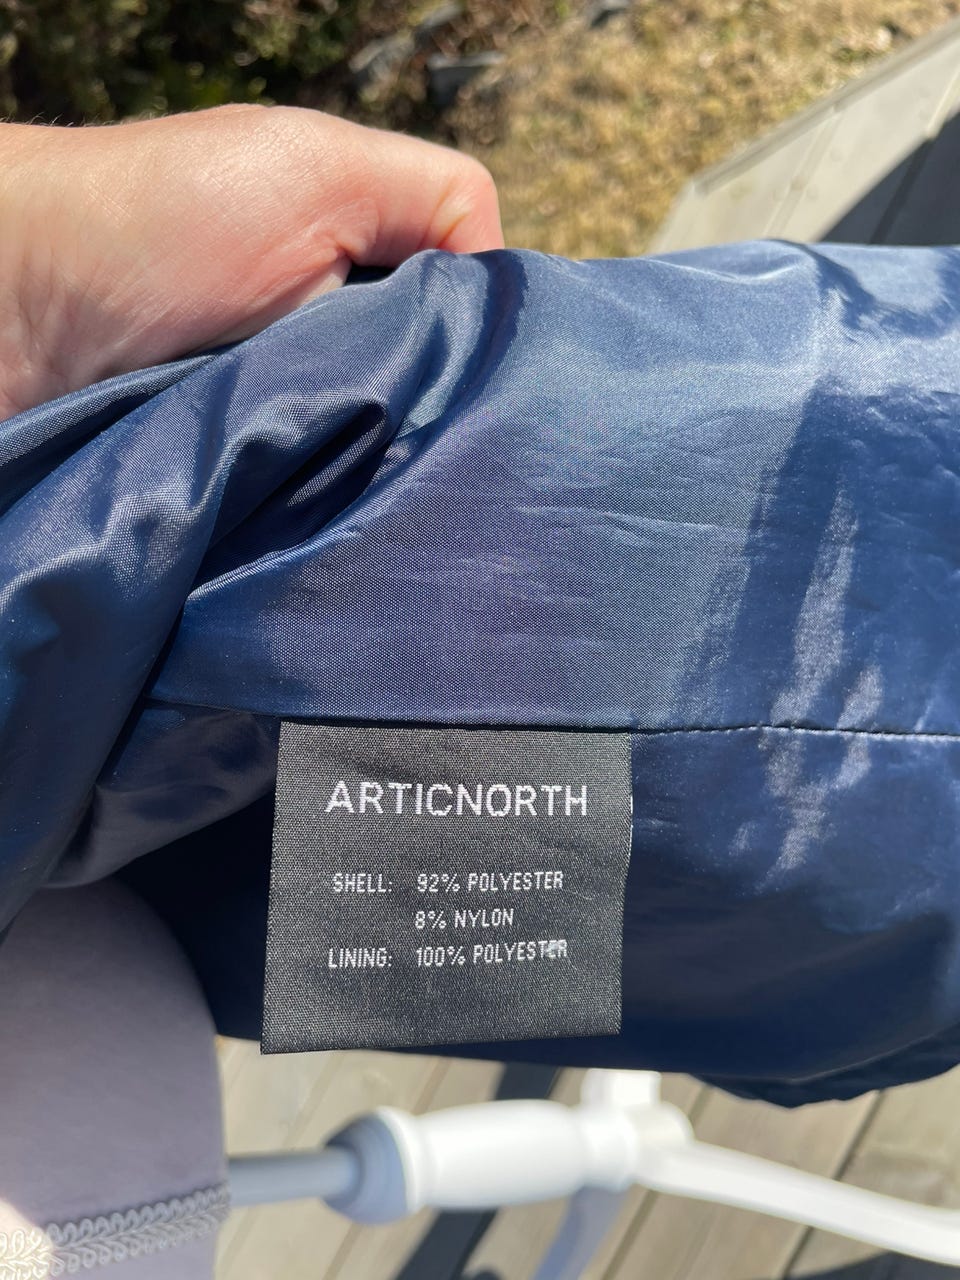 ARTICNORTH
SHELL: 92% POLYESTER
8% NYLON
LINING: 100% POLYESTER